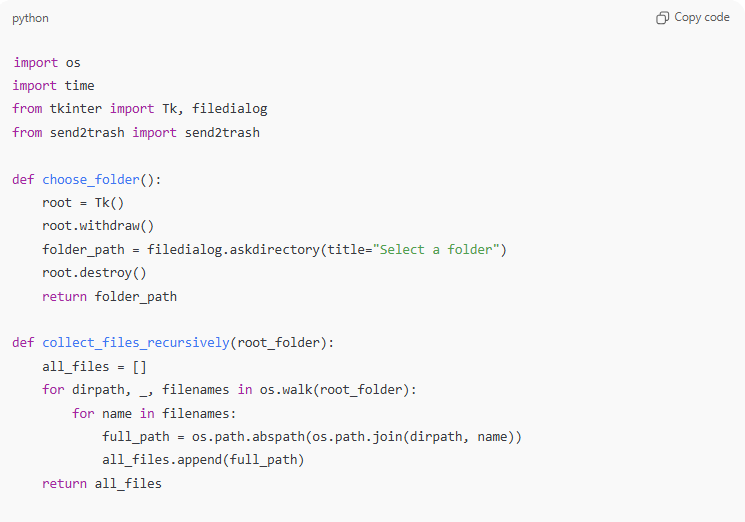 python
Copy code
import os
import time
from tkinter import Tk, filedialog
from send2trash import send2trash

def choose_folder():
    root = Tk()
    root.withdraw()
    folder_path = filedialog.askdirectory(title="Select a folder")
    root.destroy()
    return folder_path

def collect_files_recursively(root_folder):
    all_files = []
    for dirpath, _, filenames in os.walk(root_folder):
        for name in filenames:
            full_path = os.path.abspath(os.path.join(dirpath, name))
            all_files.append(full_path)
    return all_files